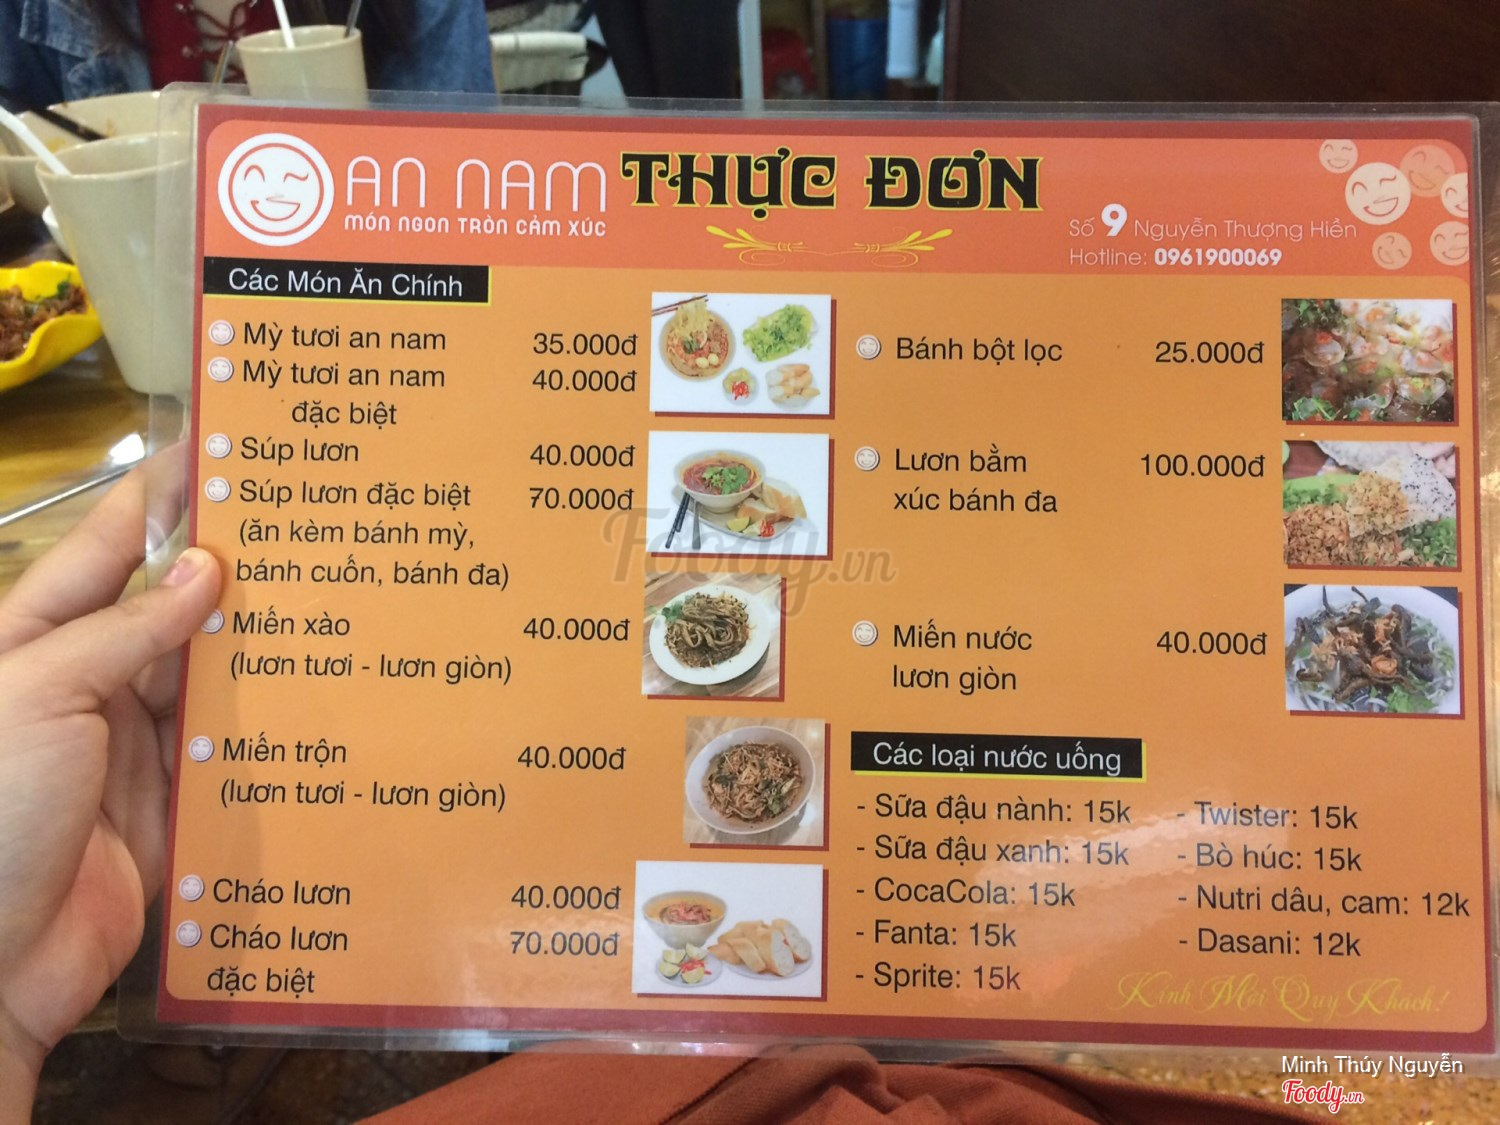 AN NAM
MÓN NGON TRÒN CẢM XÚC
THỰC ĐƠN
Số 9 Nguyễn Thượng Hiền
Hotline: 0961900069
Các Món Ăn Chính
Mỳ tươi an nam 35.000đ
Mỳ tươi an nam 40.000đ
đặc biệt
Súp lươn 40.000đ
Súp lươn đặc biệt 70.000đ
(ăn kèm bánh mỳ,
bánh cuốn, bánh đa)
Miến xào 40.000đ
(lươn tươi - lươn giòn)
Miến trộn 40.000đ
(lươn tươi - lươn giòn)
Cháo lươn 40.000đ
Cháo lươn 70.000đ
đặc biệt
Bánh bột lọc 25.000đ
Lươn bằm 100.000đ
xúc bánh đa
Miến nước 40.000đ
lươn giòn
Các loại nước uống
- Sữa đậu nành: 15k
- Sữa đậu xanh: 15k
- CocaCola: 15k
- Fanta: 15k
- Sprite: 15k
- Twister: 15k
- Bò húc: 15k
- Nutri dâu, cam: 12k
- Dasani: 12k
Kính Mời Quý Khách!
Foody.vn
Minh Thúy Nguyễn
Foody.vn